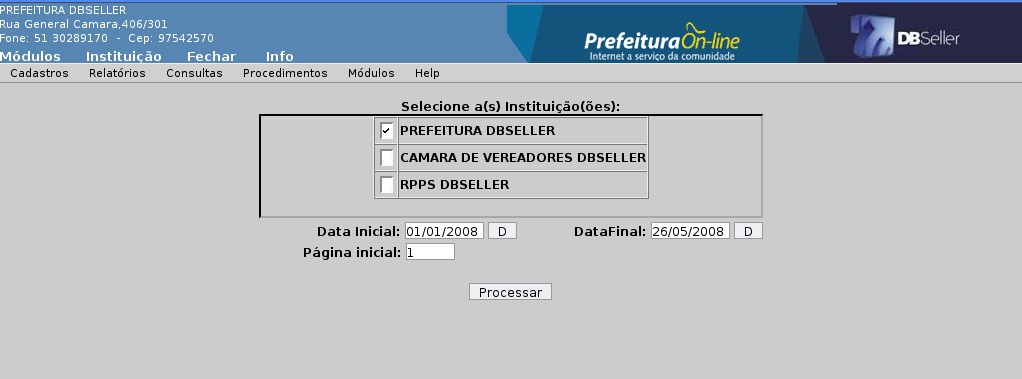 PREFEITURA DBSELLER
Rua General Camara,406/301
Fone: 51 30289170 - Cep: 97542570
Módulos Instituição Fechar Info
PrefeituraOn-line
Internet a serviço da comunidade
DBSeller
Cadastros Relatórios Consultas Procedimentos Módulos Help
Selecione a(s) Instituição(ões):
PREFEITURA DBSELLER
CAMARA DE VEREADORES DBSELLER
RPPS DBSELLER
Data Inicial: 01/01/2008 D DataFinal: 26/05/2008 D
Página inicial: 1
Processar